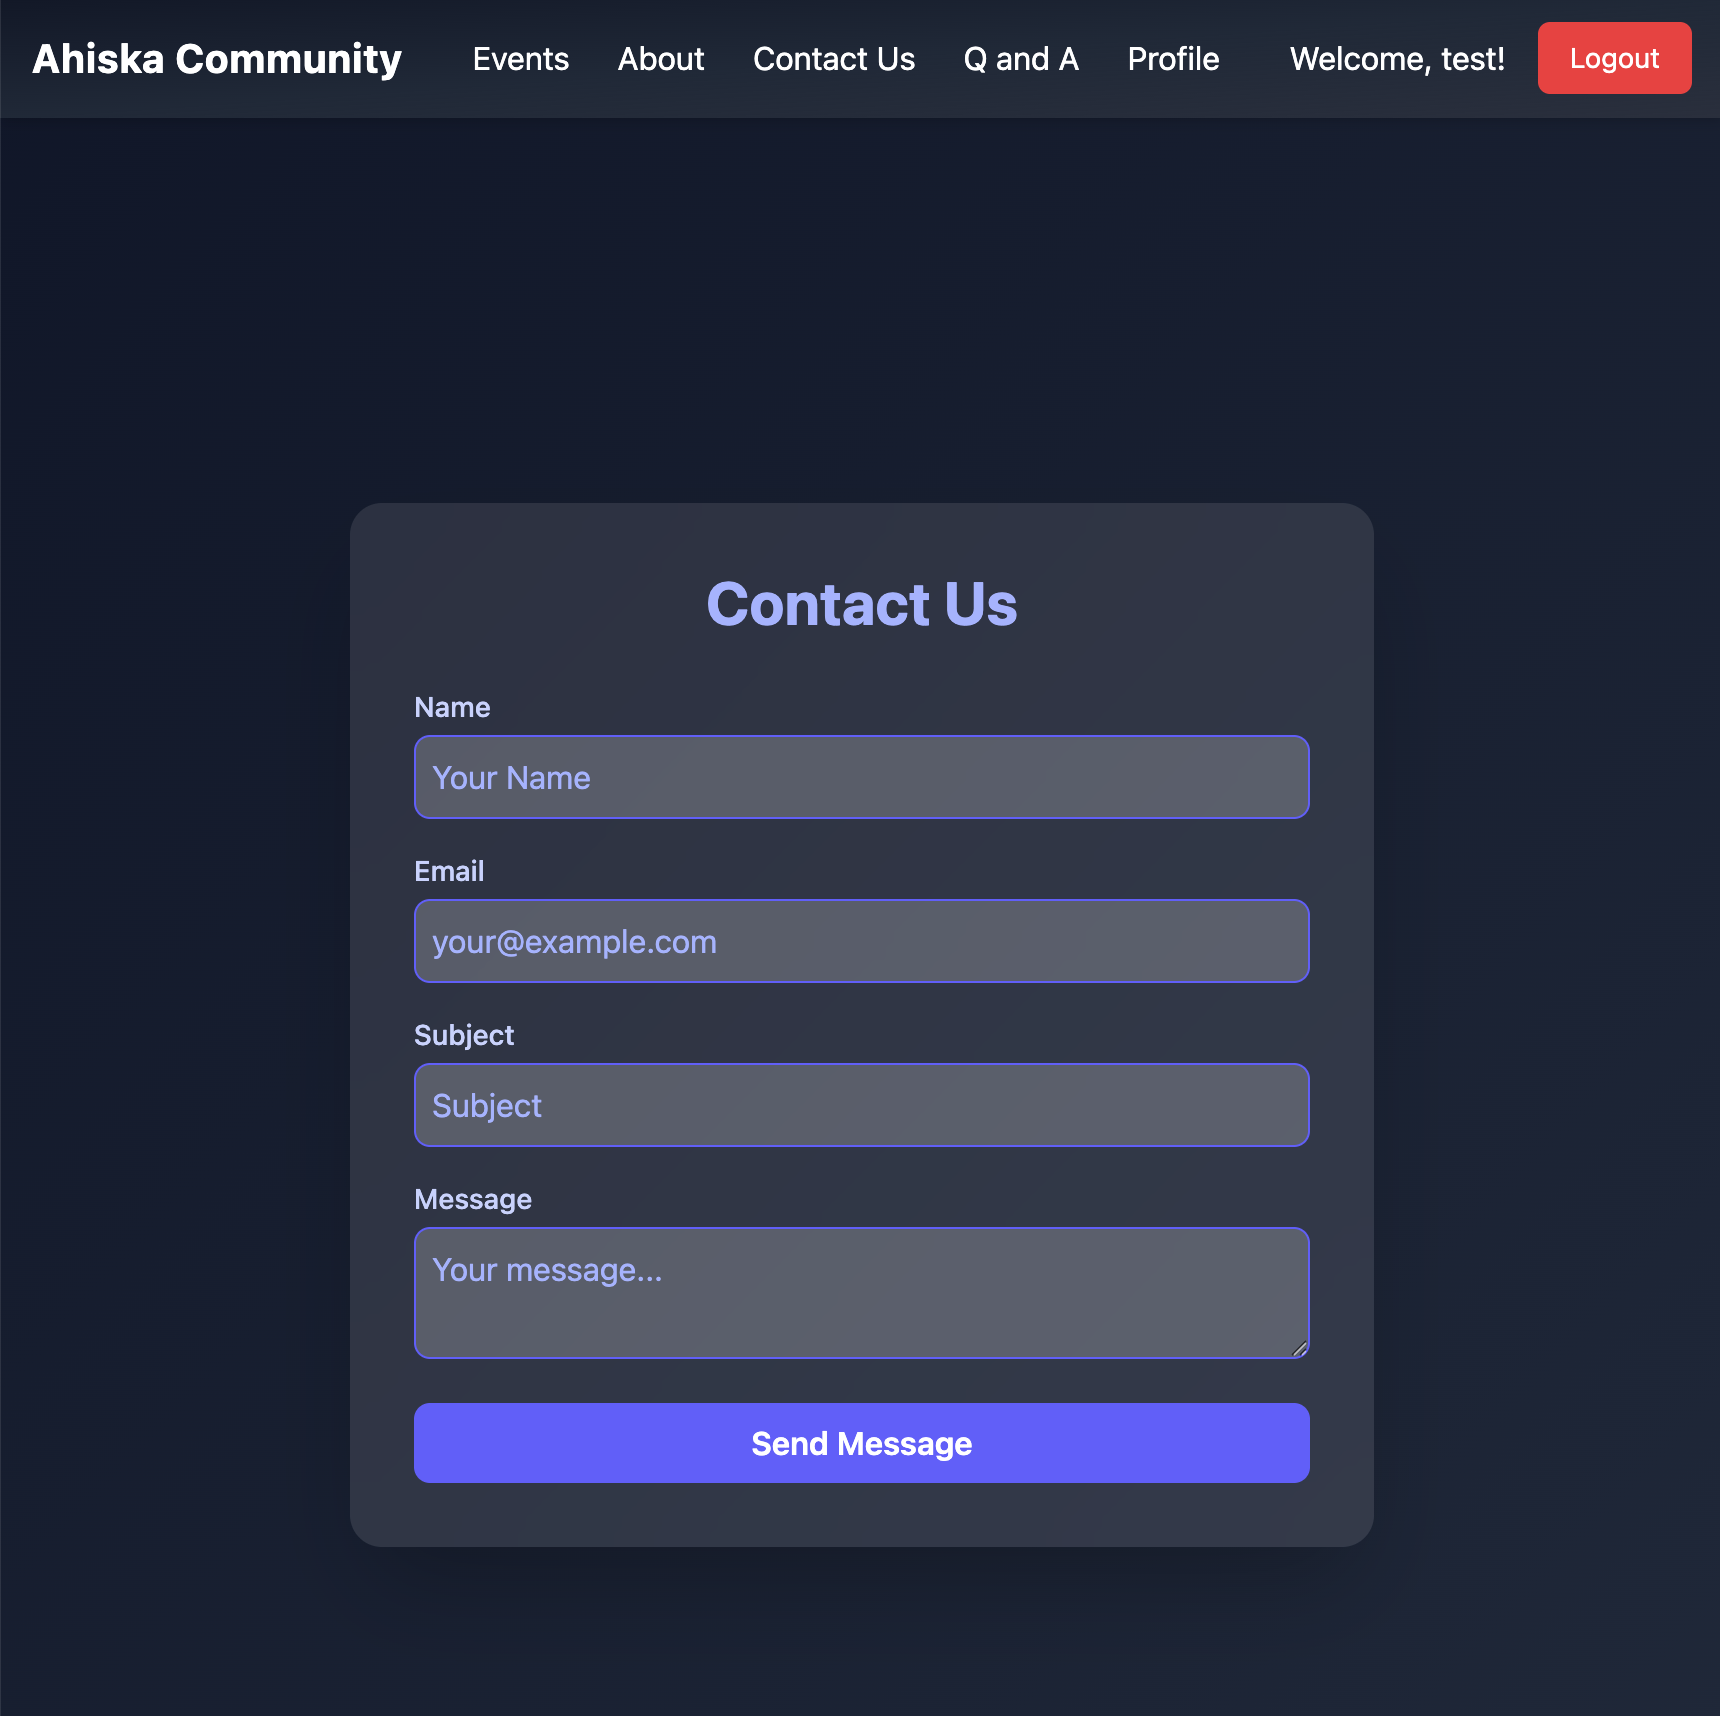 Ahiska Community Events About Contact Us Q and A Profile Welcome, test! Logout
Contact Us
Name
Your Name
Email
your@example.com
Subject
Subject
Message
Your message...
Send Message